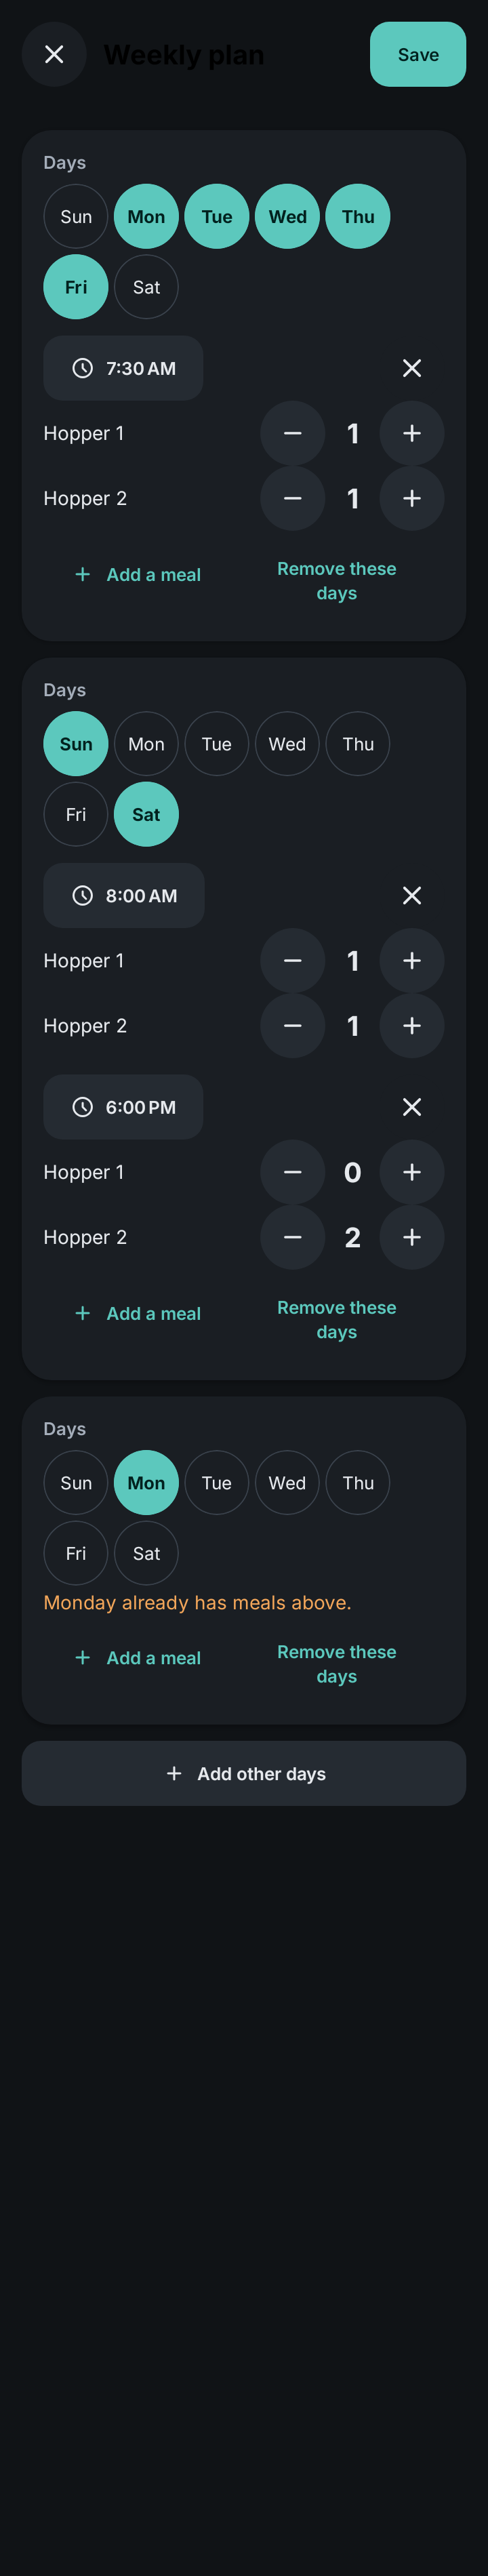 Weekly plan
Save
Days
Sun Mon Tue Wed Thu
Fri Sat
7:30 AM
Hopper 1 1
Hopper 2 1
Add a meal Remove these
days
Days
Sun Mon Tue Wed Thu
Fri Sat
8:00 AM
Hopper 1 1
Hopper 2 1
6:00 PM
Hopper 1 0
Hopper 2 2
Add a meal Remove these
days
Days
Sun Mon Tue Wed Thu
Fri Sat
Monday already has meals above.
Add a meal Remove these
days
Add other days